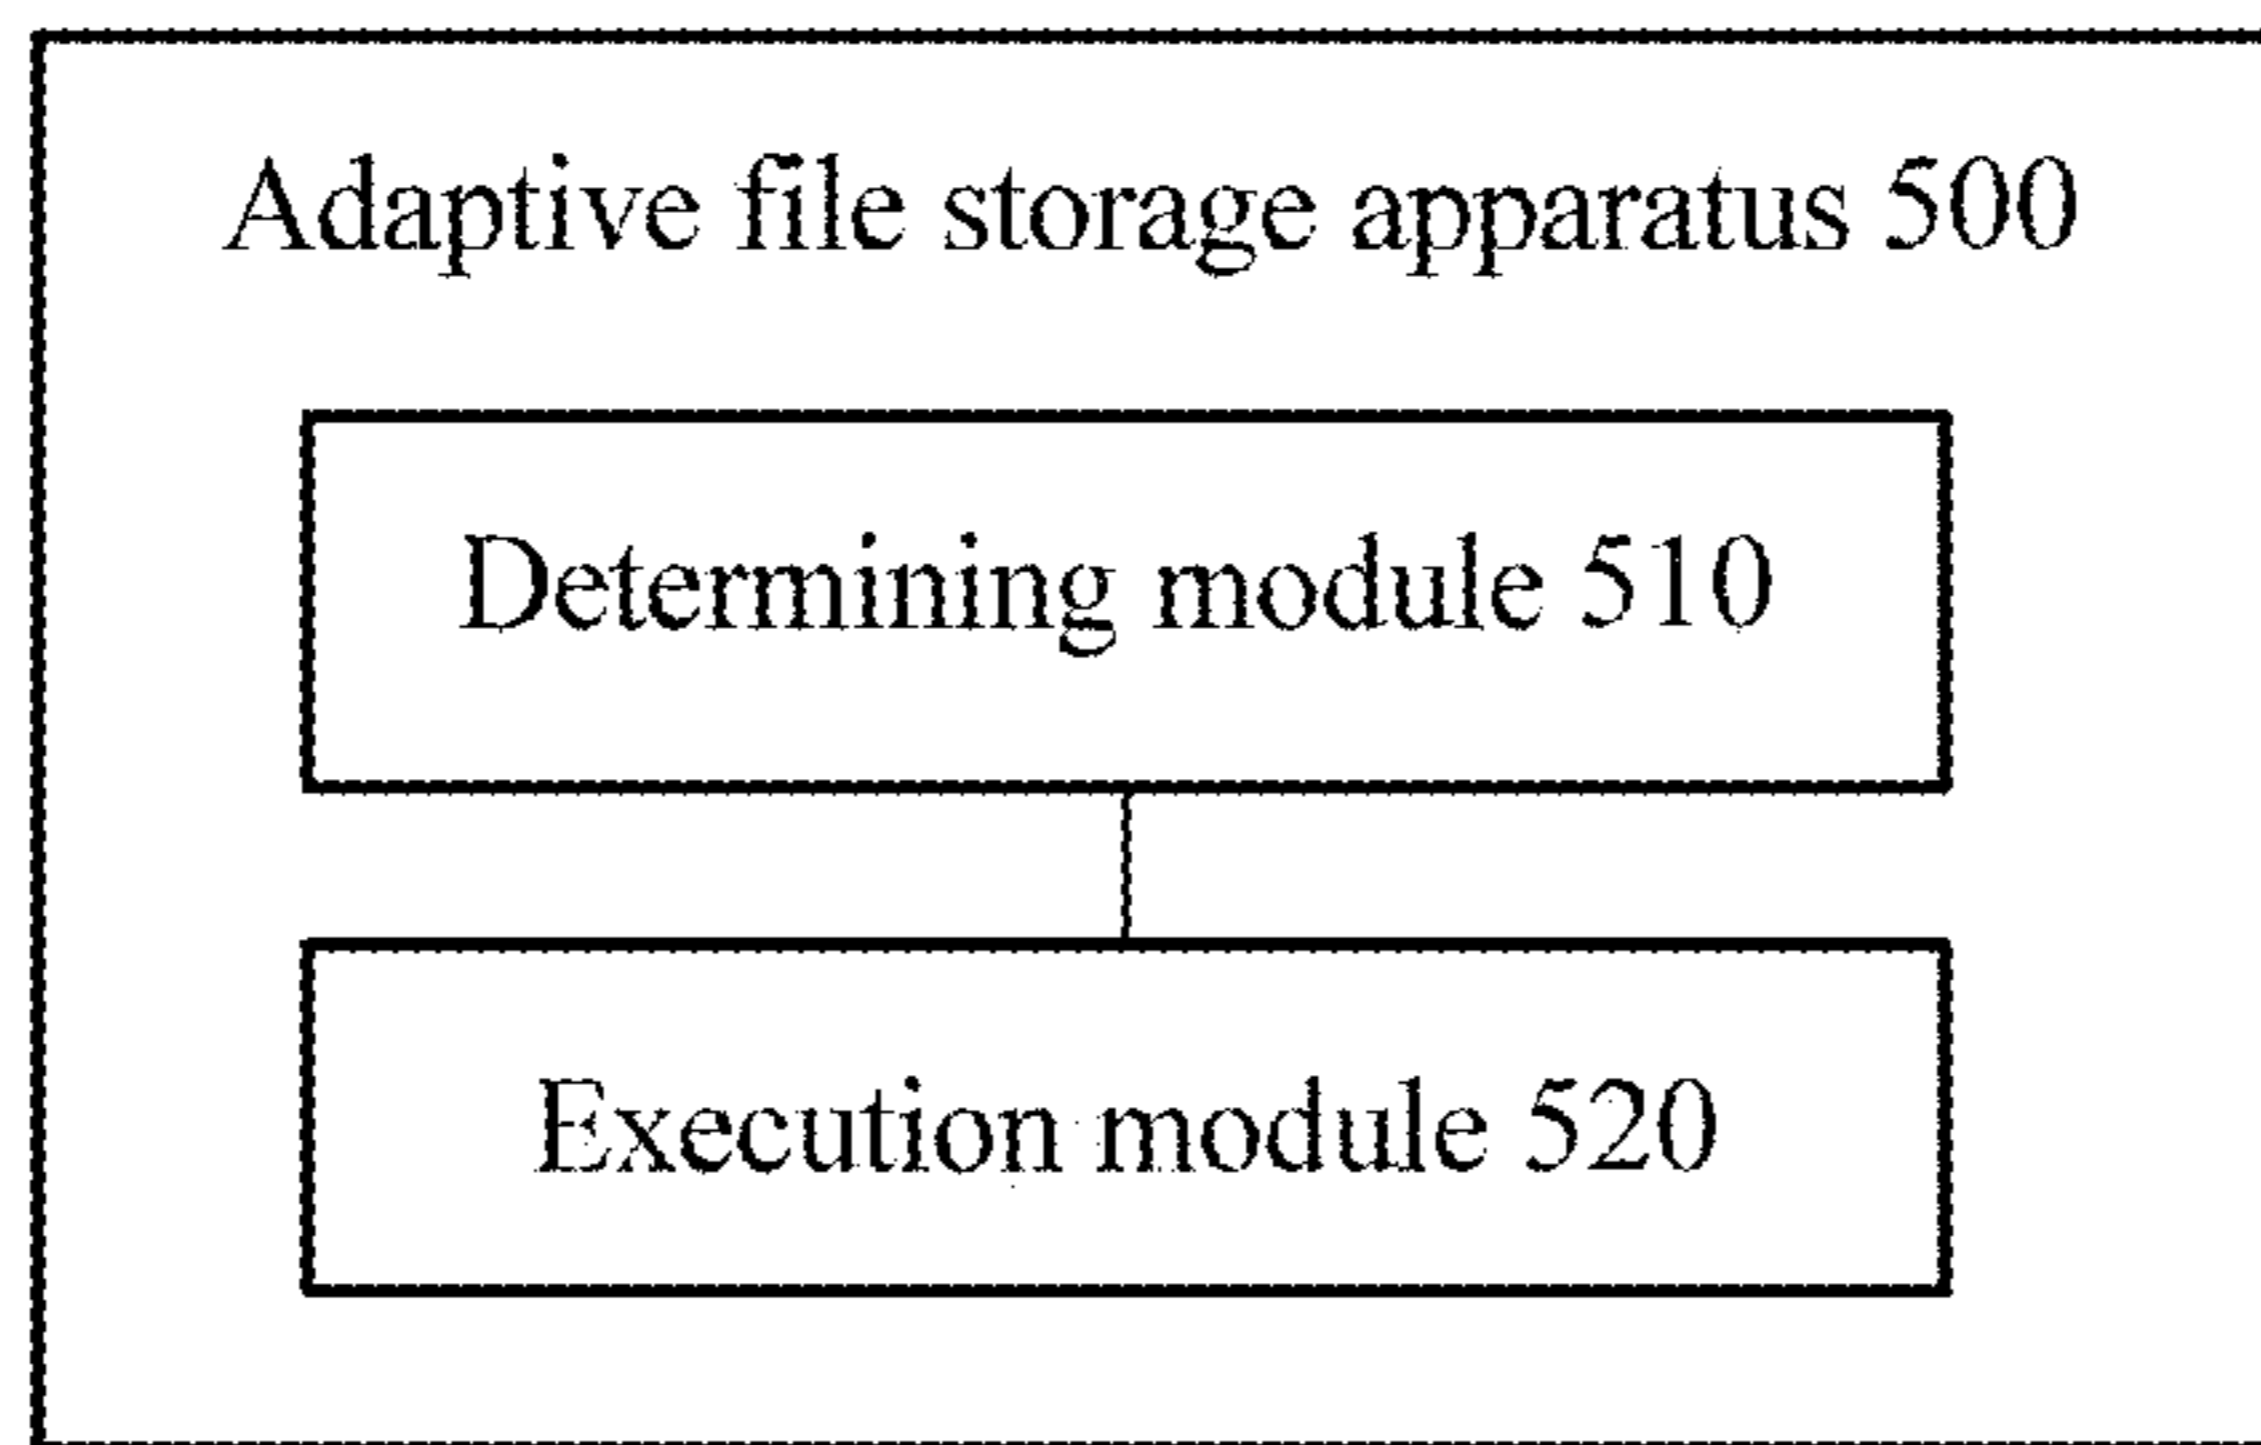 Adaptive file storage apparatus 500
Determining module 510
Execution module 520